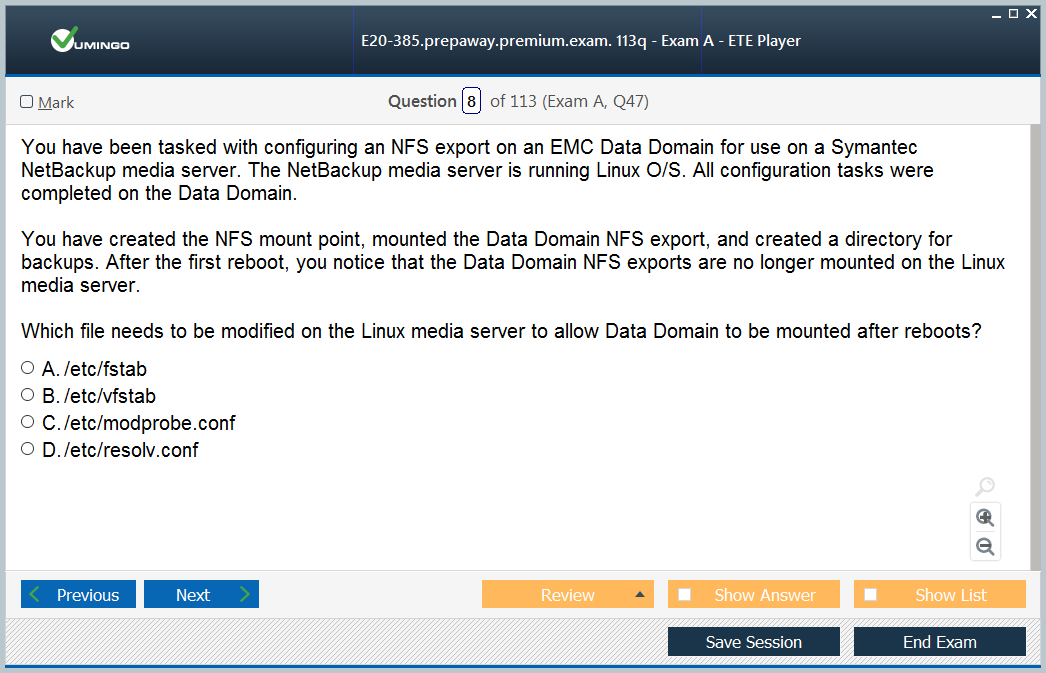 VUMINGO
E20-385.prepaway.premium.exam. 113q - Exam A - ETE Player
Mark
Question 8 of 113 (Exam A, Q47)
You have been tasked with configuring an NFS export on an EMC Data Domain for use on a Symantec
NetBackup media server. The NetBackup media server is running Linux O/S. All configuration tasks were
completed on the Data Domain.
You have created the NFS mount point, mounted the Data Domain NFS export, and created a directory for
backups. After the first reboot, you notice that the Data Domain NFS exports are no longer mounted on the Linux
media server.
Which file needs to be modified on the Linux media server to allow Data Domain to be mounted after reboots?
A. /etc/fstab
B. /etc/vfstab
C. /etc/modprobe.conf
D. /etc/resolv.conf
Previous
Next
Review
Show Answer
Show List
Save Session
End Exam